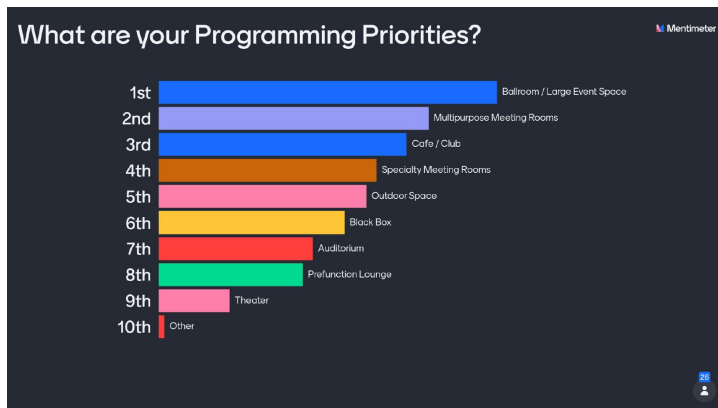 What are your Programming Priorities?
Mentimeter
1st Ballroom / Large Event Space
2nd Multipurpose Meeting Rooms
3rd Cafe / Club
4th Specialty Meeting Rooms
5th Outdoor Space
6th Black Box
7th Auditorium
8th Prefunction Lounge
9th Theater
10th Other
26